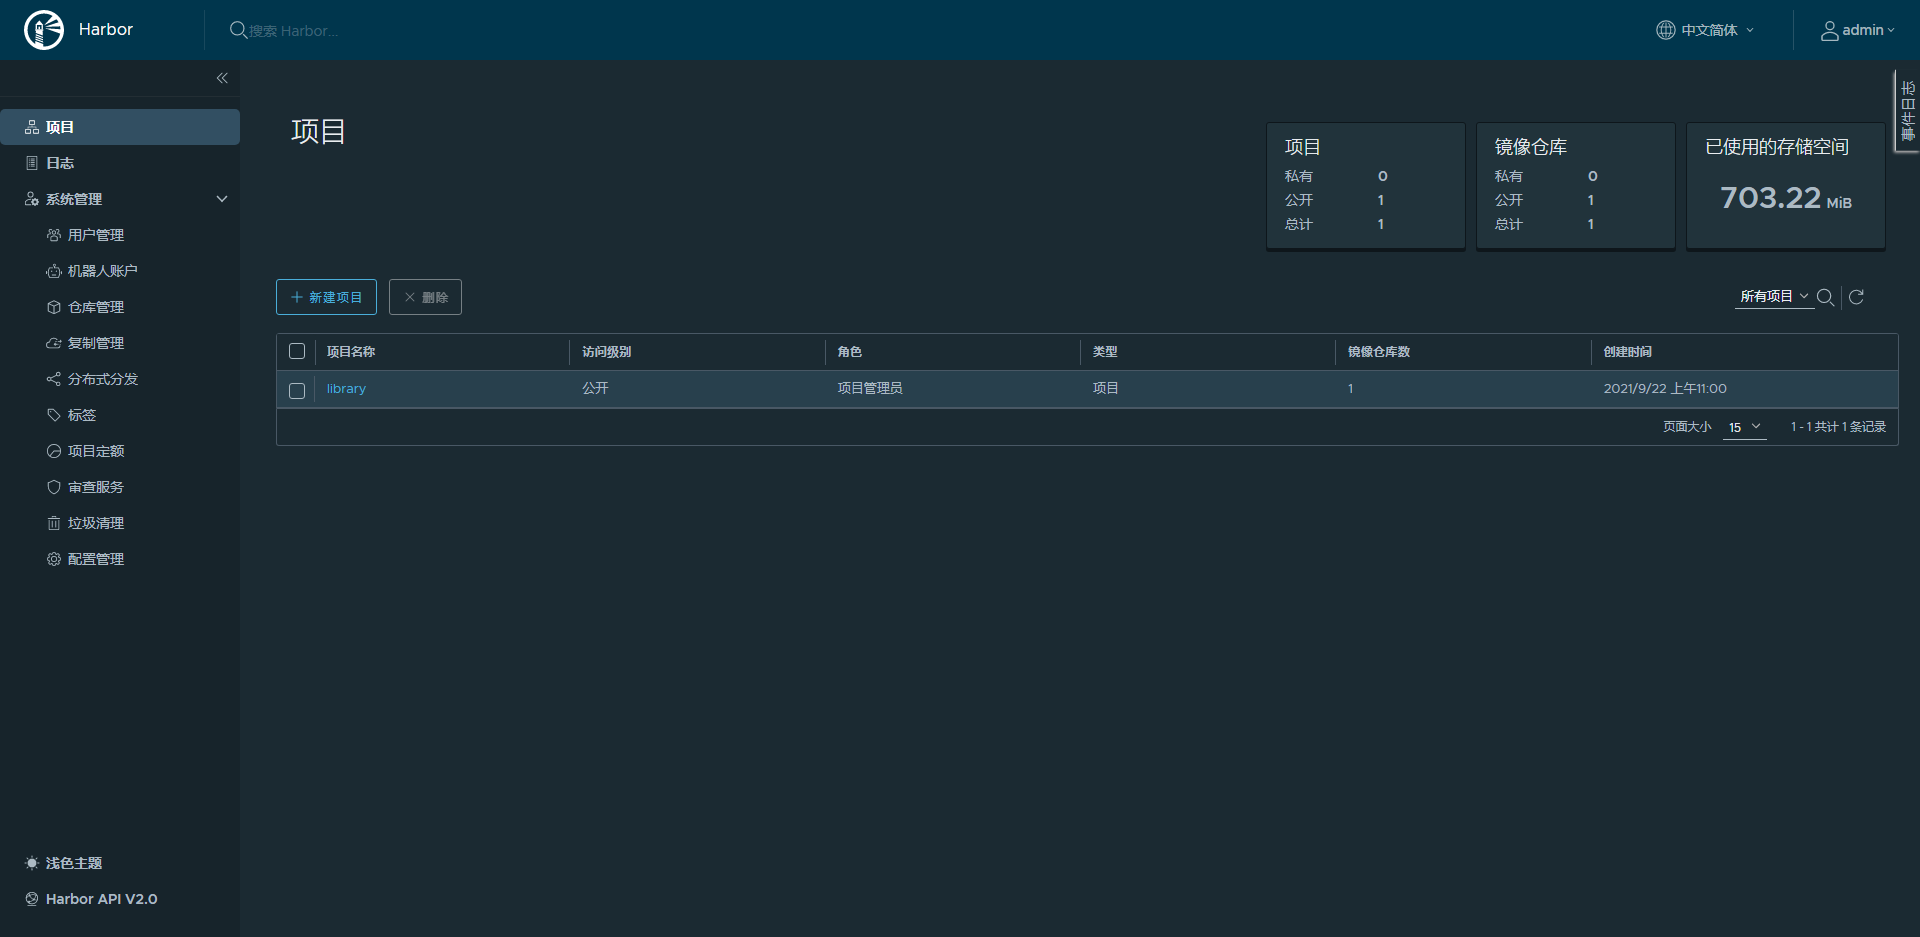 Harbor
搜索 Harbor...
中文简体
admin
事件日志
项目
日志
系统管理
用户管理
机器人账户
仓库管理
复制管理
分布式分发
标签
项目定额
审查服务
垃圾清理
配置管理
浅色主题
Harbor API V2.0
项目
项目
私有 0
公开 1
总计 1
镜像仓库
私有 0
公开 1
总计 1
已使用的存储空间
703.22 MiB
新建项目 删除
所有项目
项目名称 访问级别 角色 类型 镜像仓库数 创建时间
library 公开 项目管理员 项目 1 2021/9/22 上午11:00
页面大小 15 1 - 1 共计 1 条记录